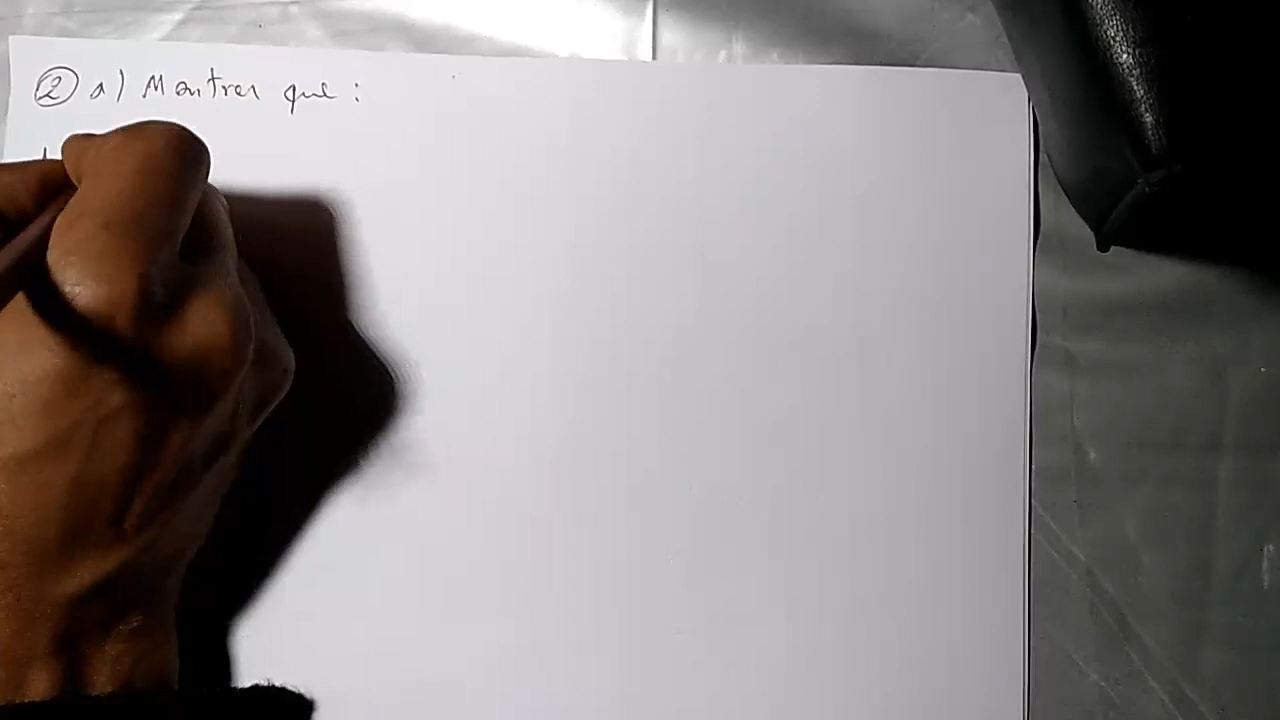 ② a) Montrer que :